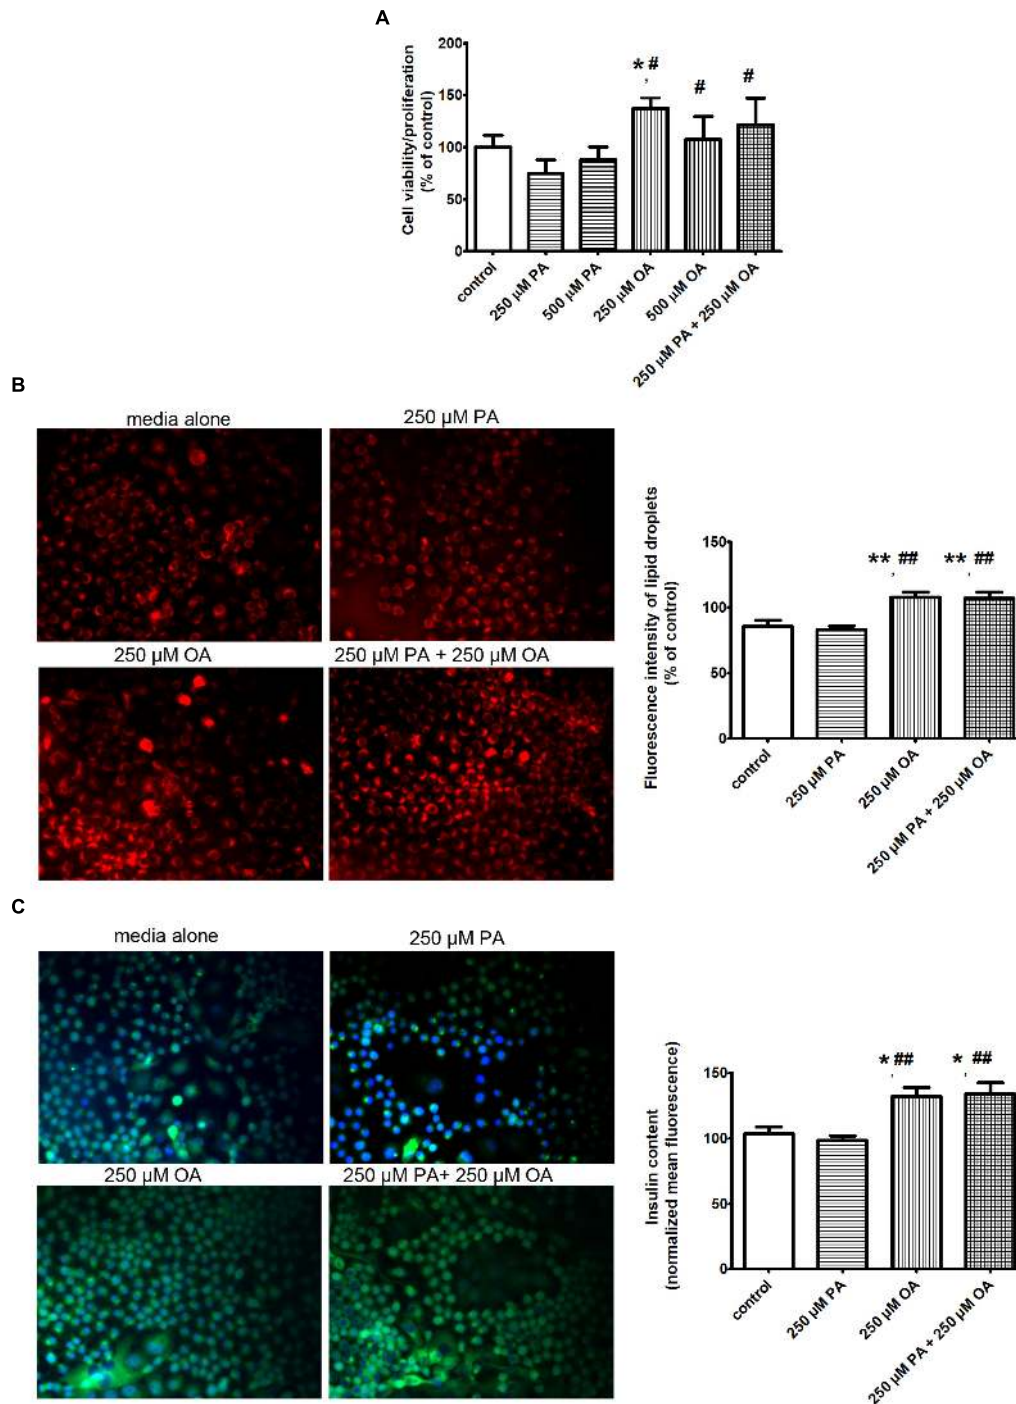 A
Cell viability/proliferation
(% of control)
200
150
100
50
0
*,#
#
#
control
250 µM PA
500 µM PA
250 µM OA
500 µM OA
250 µM PA + 250 µM OA
B
media alone
250 µM PA
250 µM OA
250 µM PA + 250 µM OA
Fluorescence intensity of lipid droplets
(% of control)
150
100
50
0
**,##
**,##
control
250 µM PA
250 µM OA
250 µM PA + 250 µM OA
C
media alone
250 µM PA
250 µM OA
250 µM PA+ 250 µM OA
Insulin content
(normalized mean fluorescence)
150
100
50
0
*,##
*,##
control
250 µM PA
250 µM OA
250 µM PA + 250 µM OA